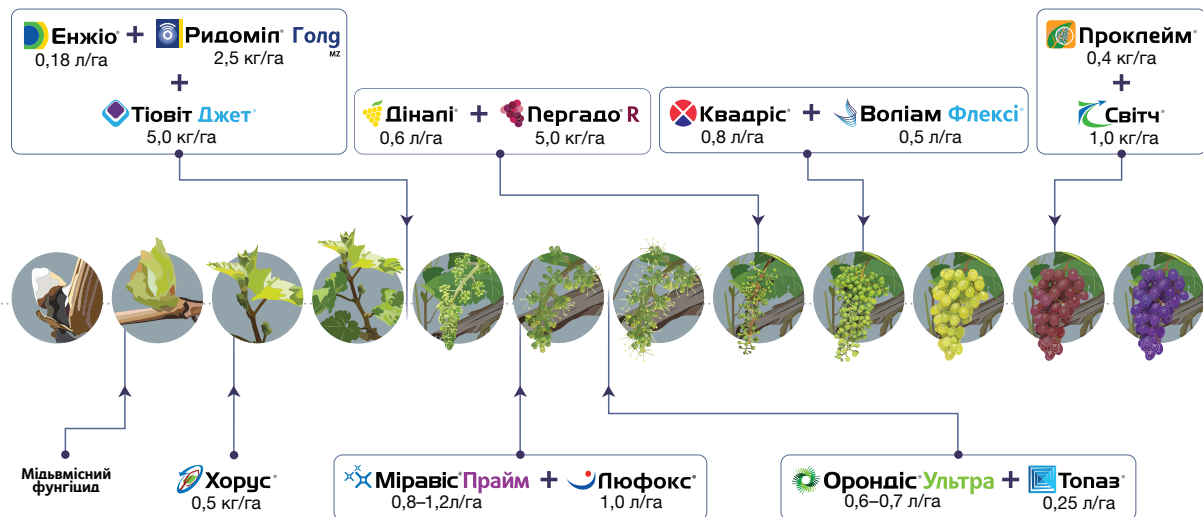 Енжіо® + Ридоміл® Голд MZ
0,18 л/га 2,5 кг/га
+
Тіовіт Джет®
5,0 кг/га
Діналі® + Пергадо® R
0,6 л/га 5,0 кг/га
Квадріс® + Воліам Флексі®
0,8 л/га 0,5 л/га
Проклейм®
0,4 кг/га
+
Світч®
1,0 кг/га
Мідьвмісний
фунгіцид
Хорус®
0,5 кг/га
Міравіс® Прайм + Люфокс®
0,8–1,2л/га 1,0 л/га
Орондіс® Ультра + Топаз®
0,6–0,7 л/га 0,25 л/га